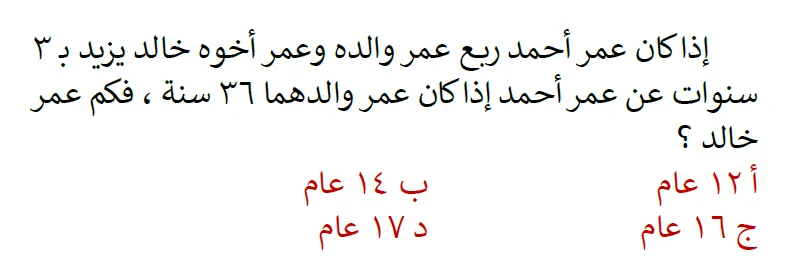 إذا كان عمر أحمد ربع عمر والده وعمر أخوه خالد يزيد بـ ٣
سنوات عن عمر أحمد إذا كان عمر والدهما ٣٦ سنة ، فكم عمر
خالد ؟
أ ١٢ عام ب ١٤ عام
ج ١٦ عام د ١٧ عام